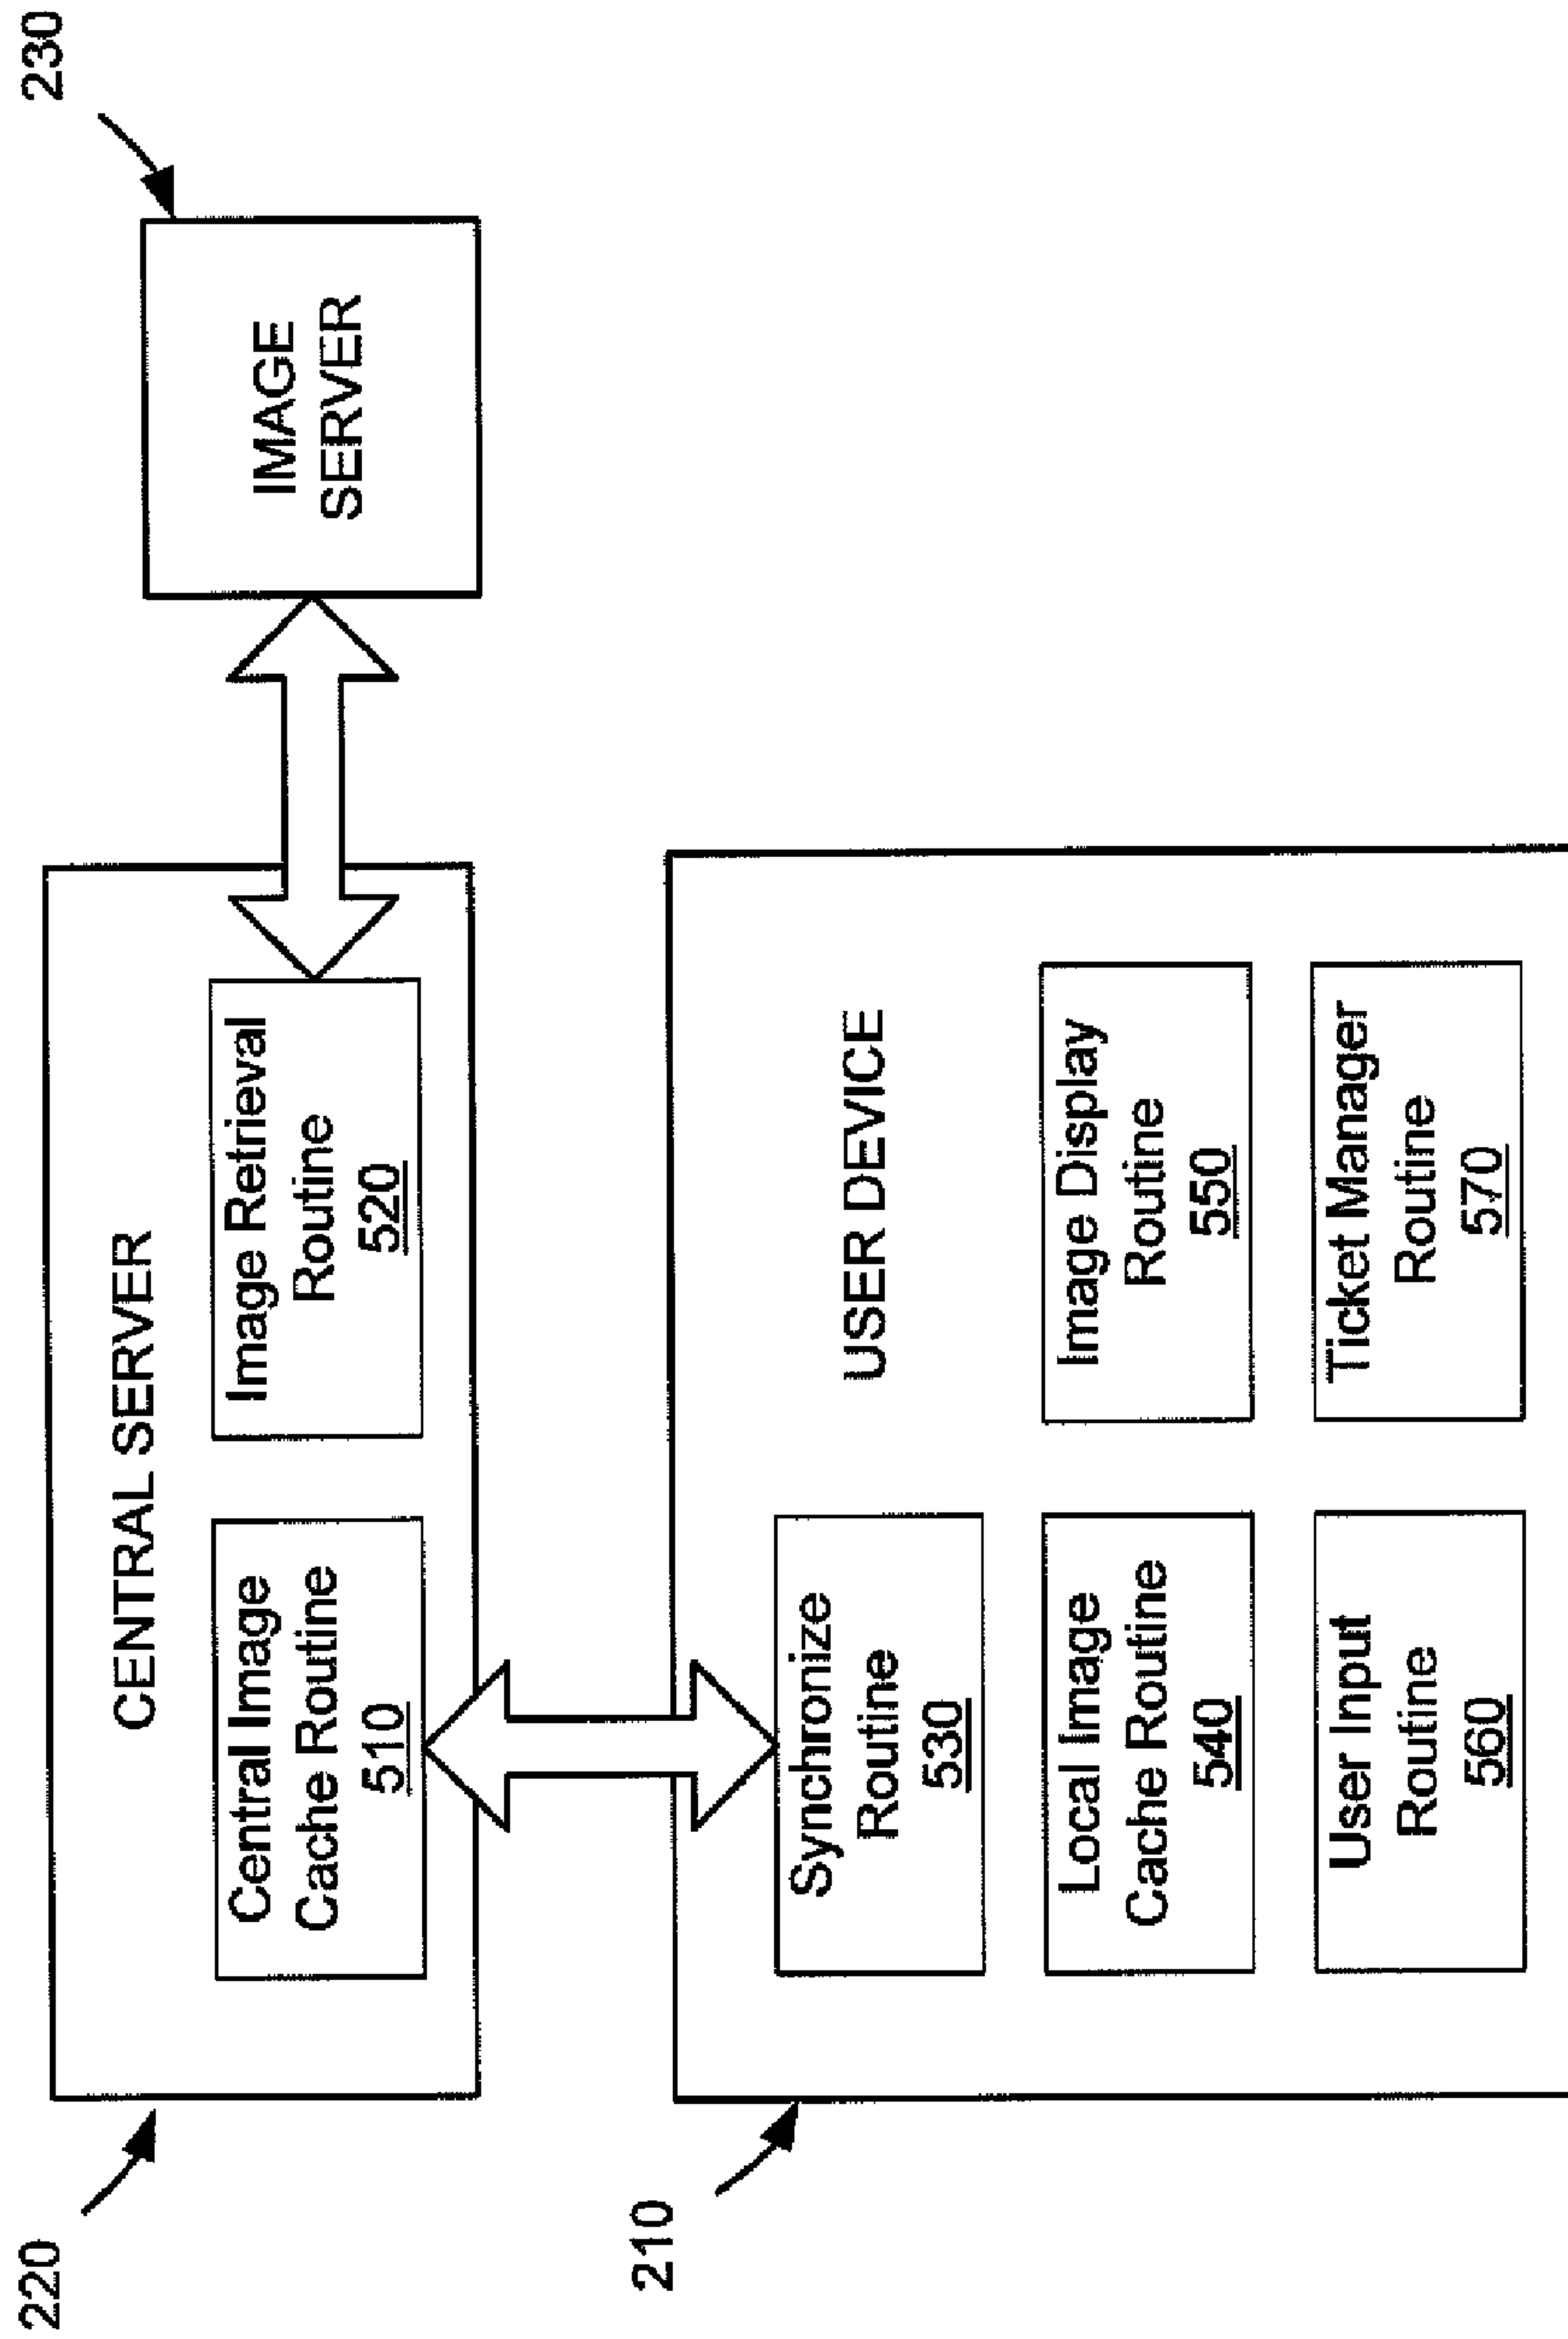 220
CENTRAL SERVER
Central Image
Cache Routine
510
Image Retrieval
Routine
520
230
IMAGE
SERVER
210
USER DEVICE
Synchronize
Routine
530
Local Image
Cache Routine
540
Image Display
Routine
550
User Input
Routine
560
Ticket Manager
Routine
570